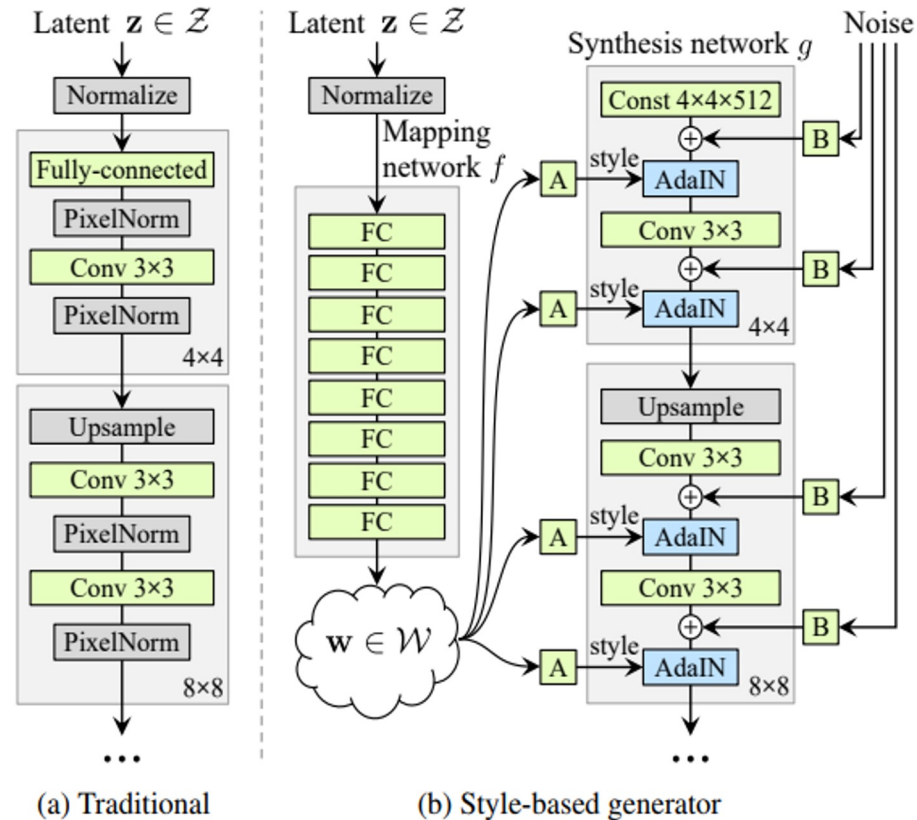 Latent z ∈ 𝒵
Normalize
Fully-connected
PixelNorm
Conv 3×3
PixelNorm
4×4
Upsample
Conv 3×3
PixelNorm
Conv 3×3
PixelNorm
8×8
...
(a) Traditional
Latent z ∈ 𝒵
Normalize
Mapping
network f
FC
FC
FC
FC
FC
FC
FC
FC
w ∈ 𝒲
A
style
A
style
A
style
A
style
Synthesis network g
Const 4×4×512
+
AdaIN
Conv 3×3
+
AdaIN
4×4
Upsample
Conv 3×3
+
AdaIN
Conv 3×3
+
AdaIN
8×8
...
Noise
B
B
B
B
(b) Style-based generator